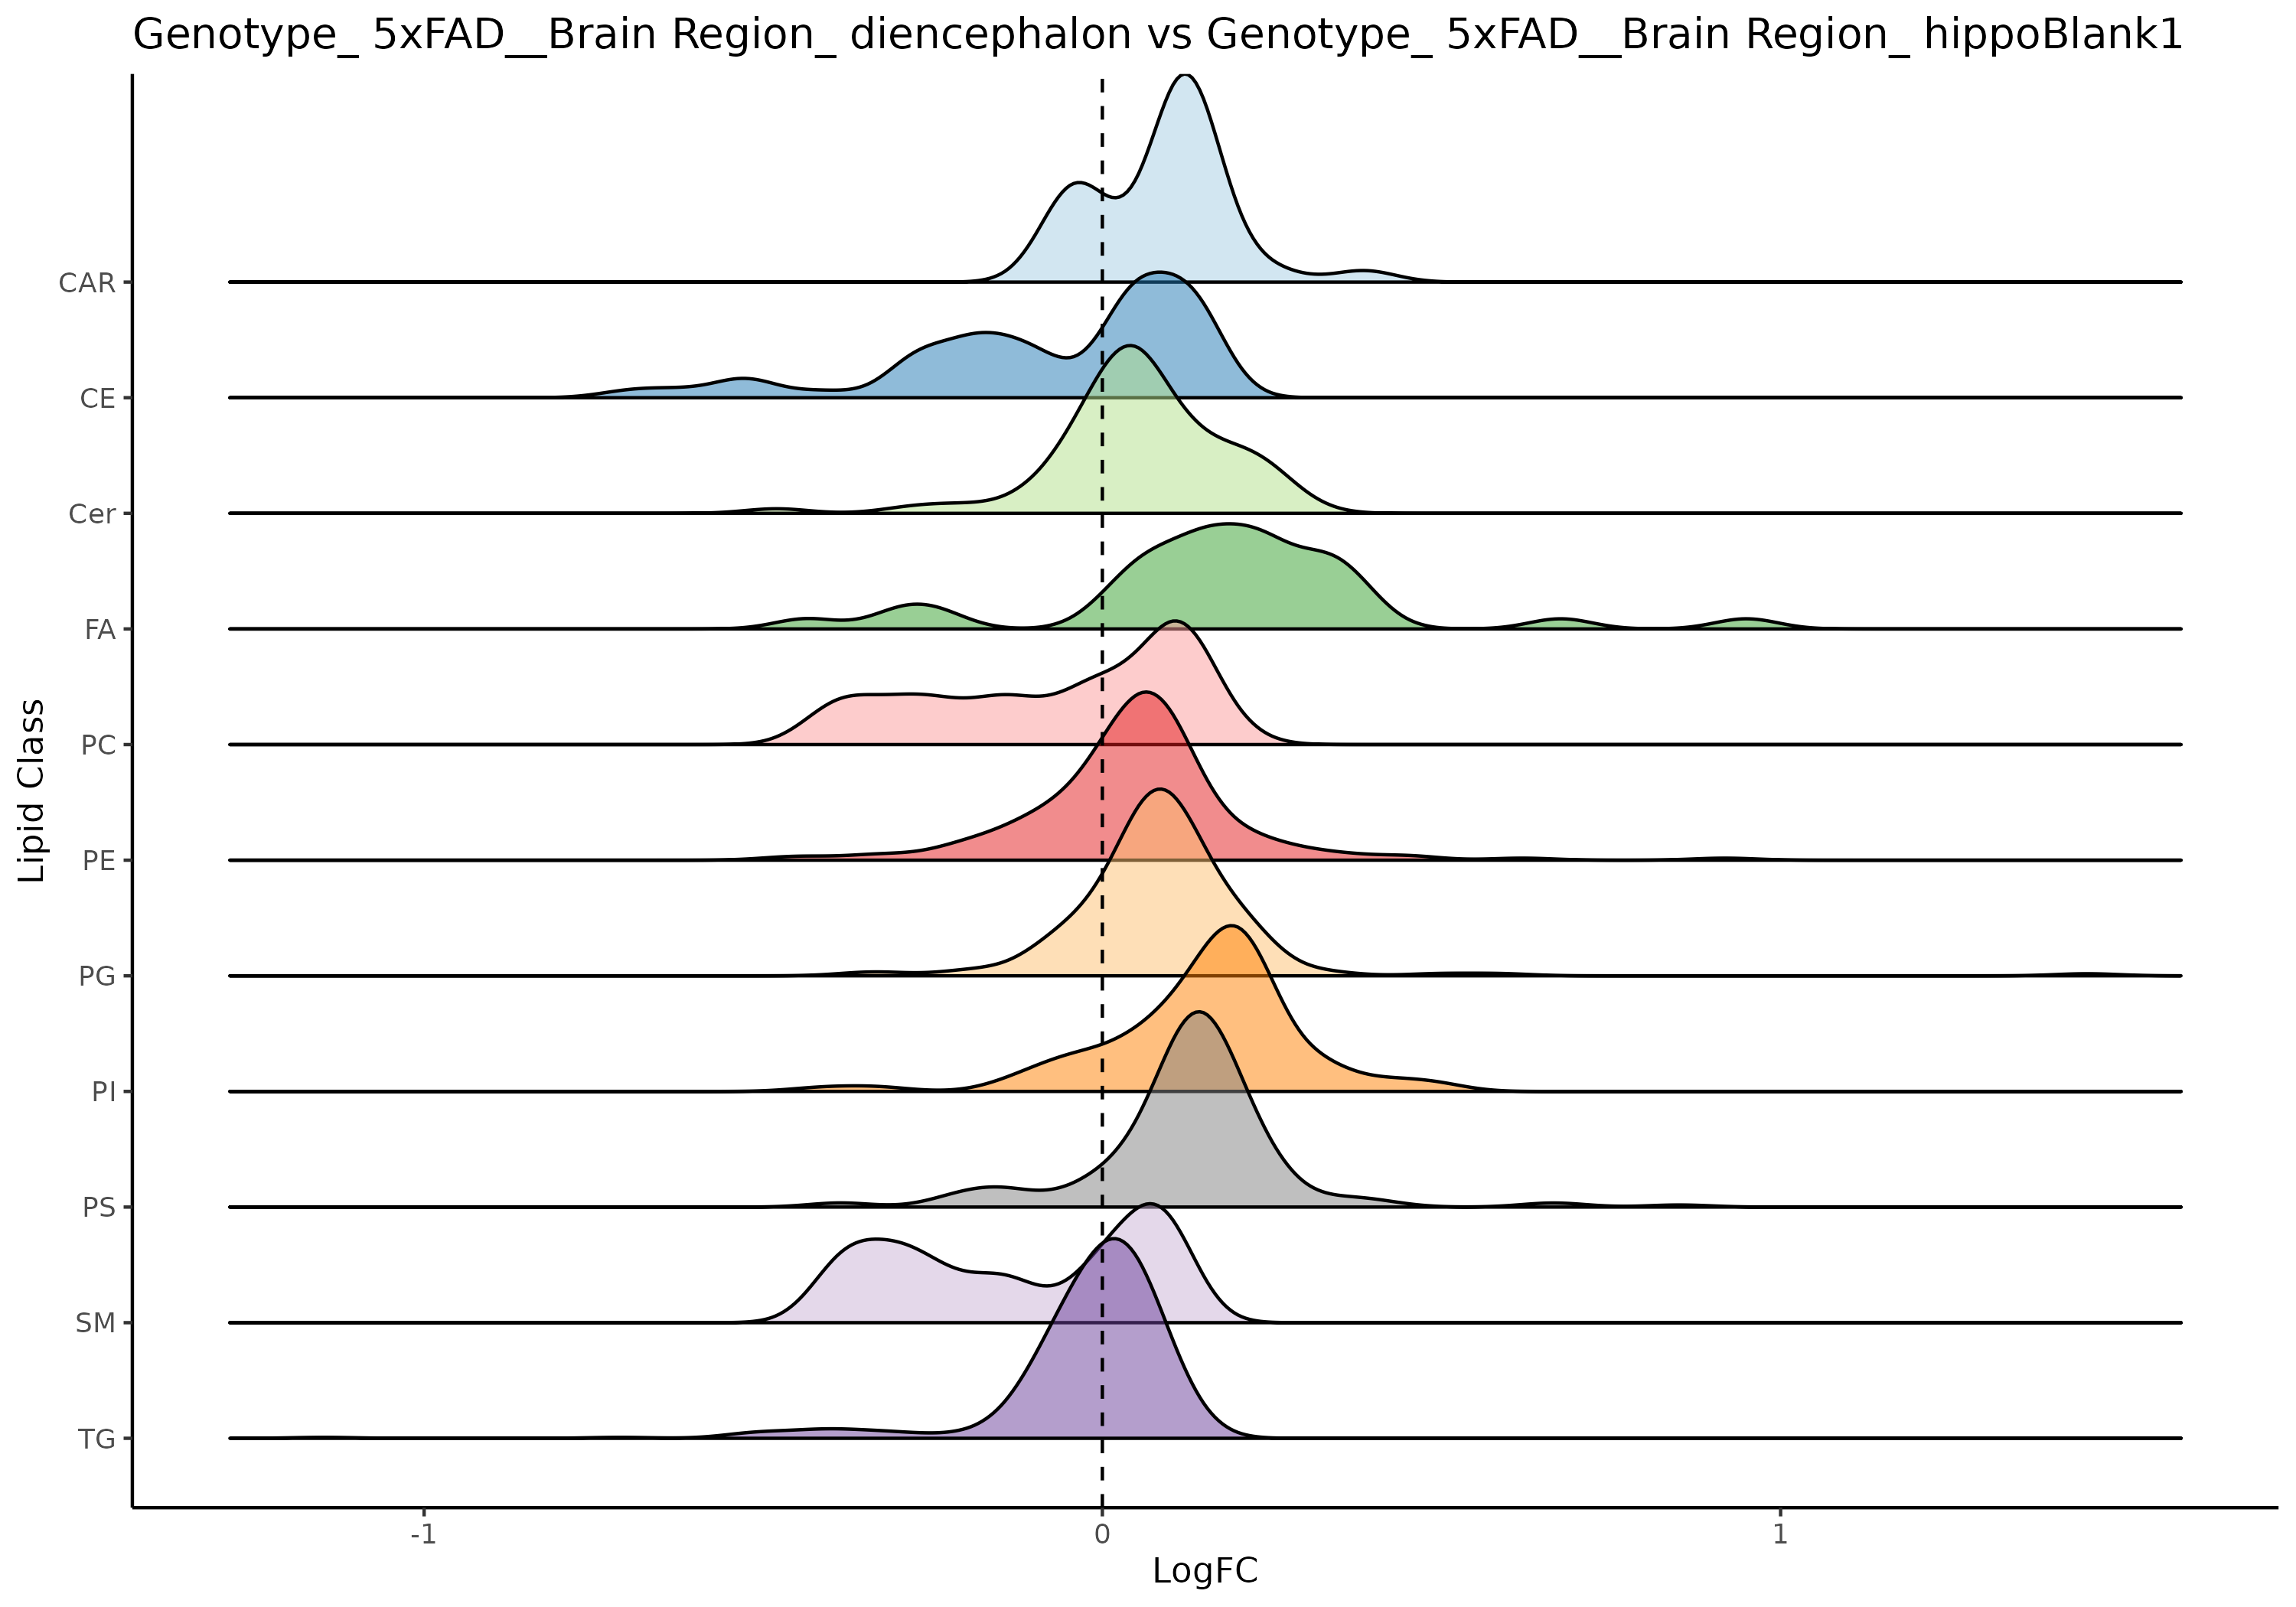 Genotype_ 5xFAD__Brain Region_ diencephalon vs Genotype_ 5xFAD__Brain Region_ hippoBlank1
Lipid Class
CAR
CE
Cer
FA
PC
PE
PG
PI
PS
SM
TG
-1 0 1
LogFC